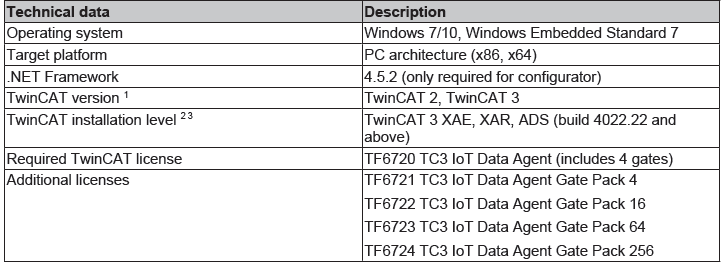 Technical data Description
Operating system Windows 7/10, Windows Embedded Standard 7
Target platform PC architecture (x86, x64)
.NET Framework 4.5.2 (only required for configurator)
TwinCAT version 1 TwinCAT 2, TwinCAT 3
TwinCAT installation level 2 3 TwinCAT 3 XAE, XAR, ADS (build 4022.22 and
above)
Required TwinCAT license TF6720 TC3 IoT Data Agent (includes 4 gates)
Additional licenses TF6721 TC3 IoT Data Agent Gate Pack 4
TF6722 TC3 IoT Data Agent Gate Pack 16
TF6723 TC3 IoT Data Agent Gate Pack 64
TF6724 TC3 IoT Data Agent Gate Pack 256